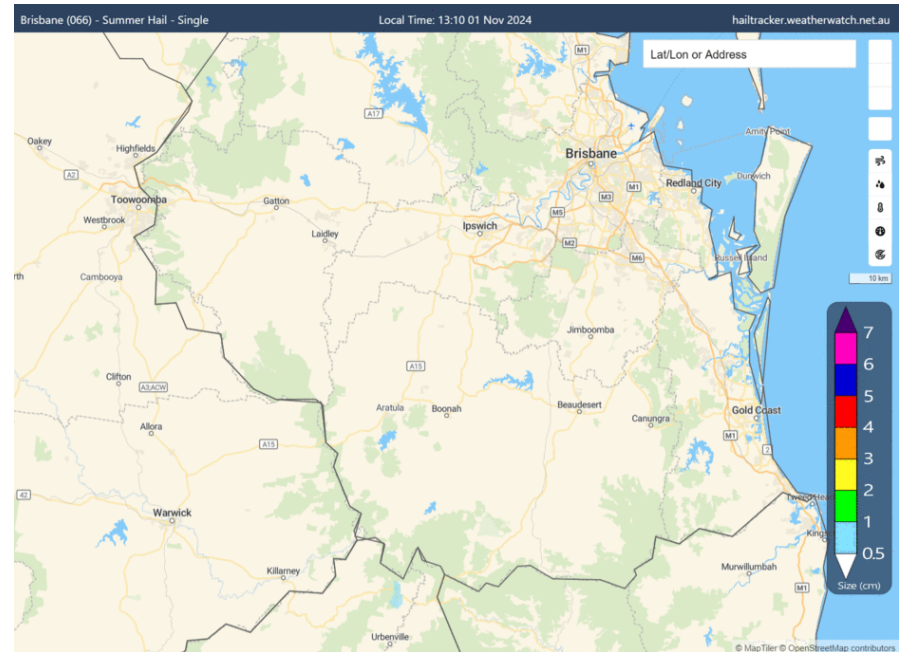 Brisbane (066) - Summer Hail - Single
Local Time: 13:10 01 Nov 2024
hailtracker.weatherwatch.net.au
Lat/Lon or Address
M1
A17
Oakey
Highfields
Brisbane
Amity Point
A2
Toowoomba
Gatton
Redland City
Dunwich
M1
M3
Westbrook
Laidley
Ipswich
M5
M2
M6
Cambooya
10 km
Jimboomba
7
6
5
4
3
2
1
0.5
Size (cm)
Clifton
A3;ACW
A15
Aratula
Boonah
Beaudesert
Canungra
Gold Coast
Allora
A15
M1
2
42
Warwick
Killarney
Murwillumbah
M1
Urbenville
© MapTiler © OpenStreetMap contributors